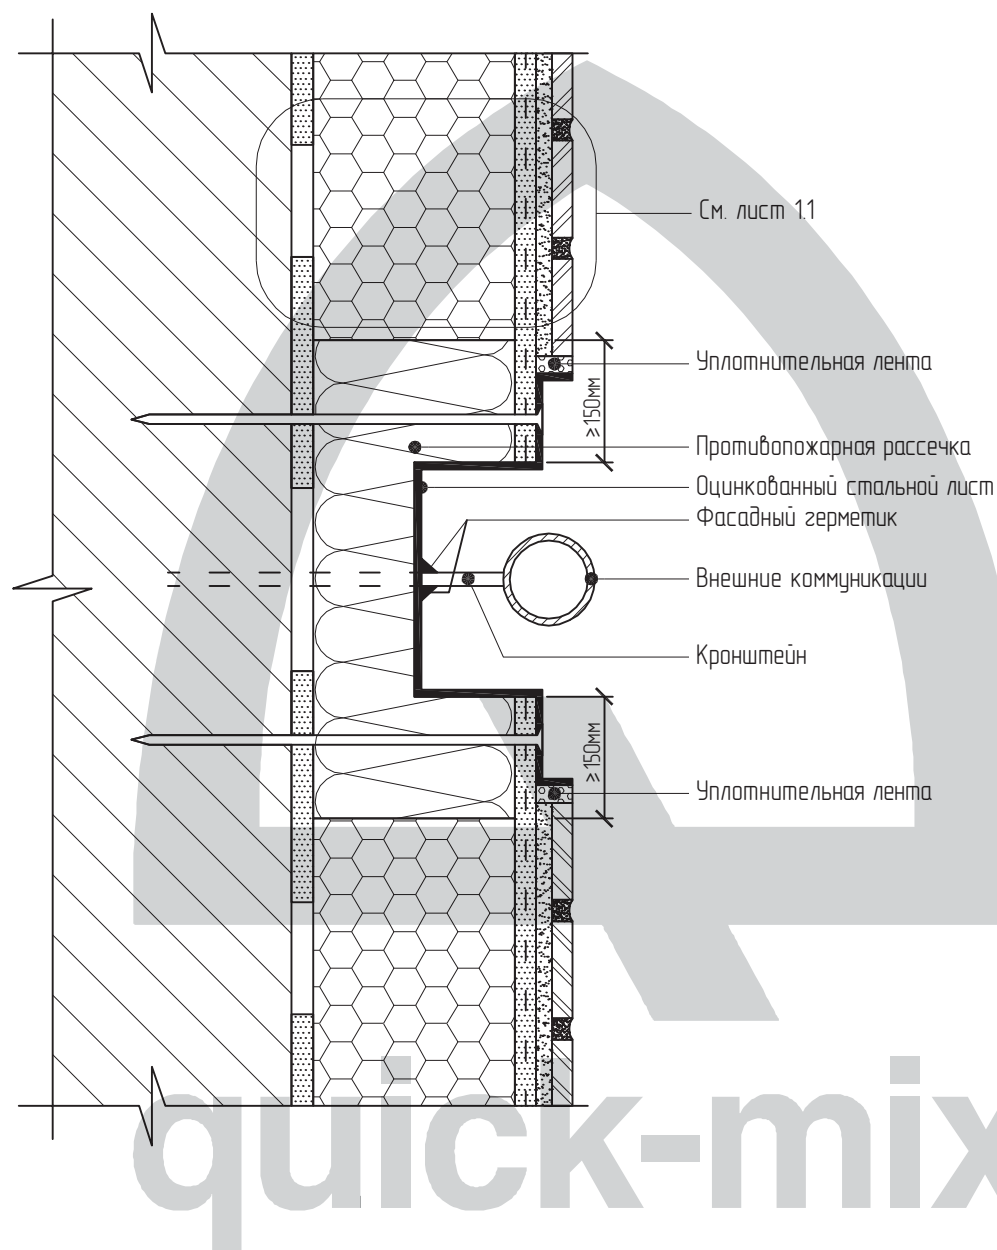 См. лист 1.1
Уплотнительная лента
≥150мм
Противопожарная рассечка
Оцинкованный стальной лист
Фасадный герметик
Внешние коммуникации
Кронштейн
≥150мм
Уплотнительная лента
quick-mix